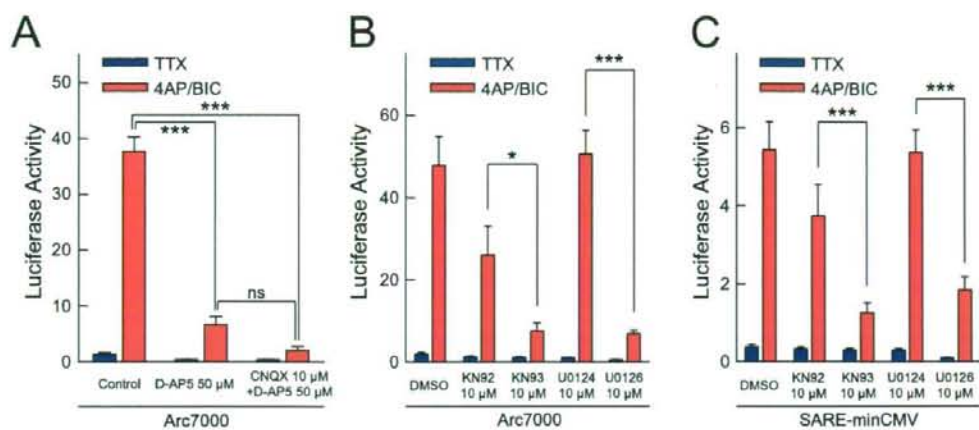 A
TTX
4AP/BIC
Luciferase Activity
50
40
30
20
10
0
***
***
ns
Control
D-AP5 50 μM
CNQX 10 μM
+D-AP5 50 μM
Arc7000
B
TTX
4AP/BIC
Luciferase Activity
60
40
20
0
***
*
DMSO
KN92
10 μM
KN93
10 μM
U0124
10 μM
U0126
10 μM
Arc7000
C
TTX
4AP/BIC
Luciferase Activity
6
4
2
0
***
***
DMSO
KN92
10 μM
KN93
10 μM
U0124
10 μM
U0126
10 μM
SARE-minCMV